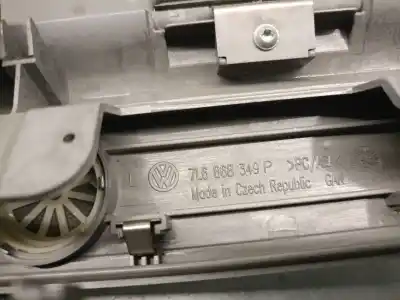 7L6 868 349 P >PC/
Made in Czech Republic